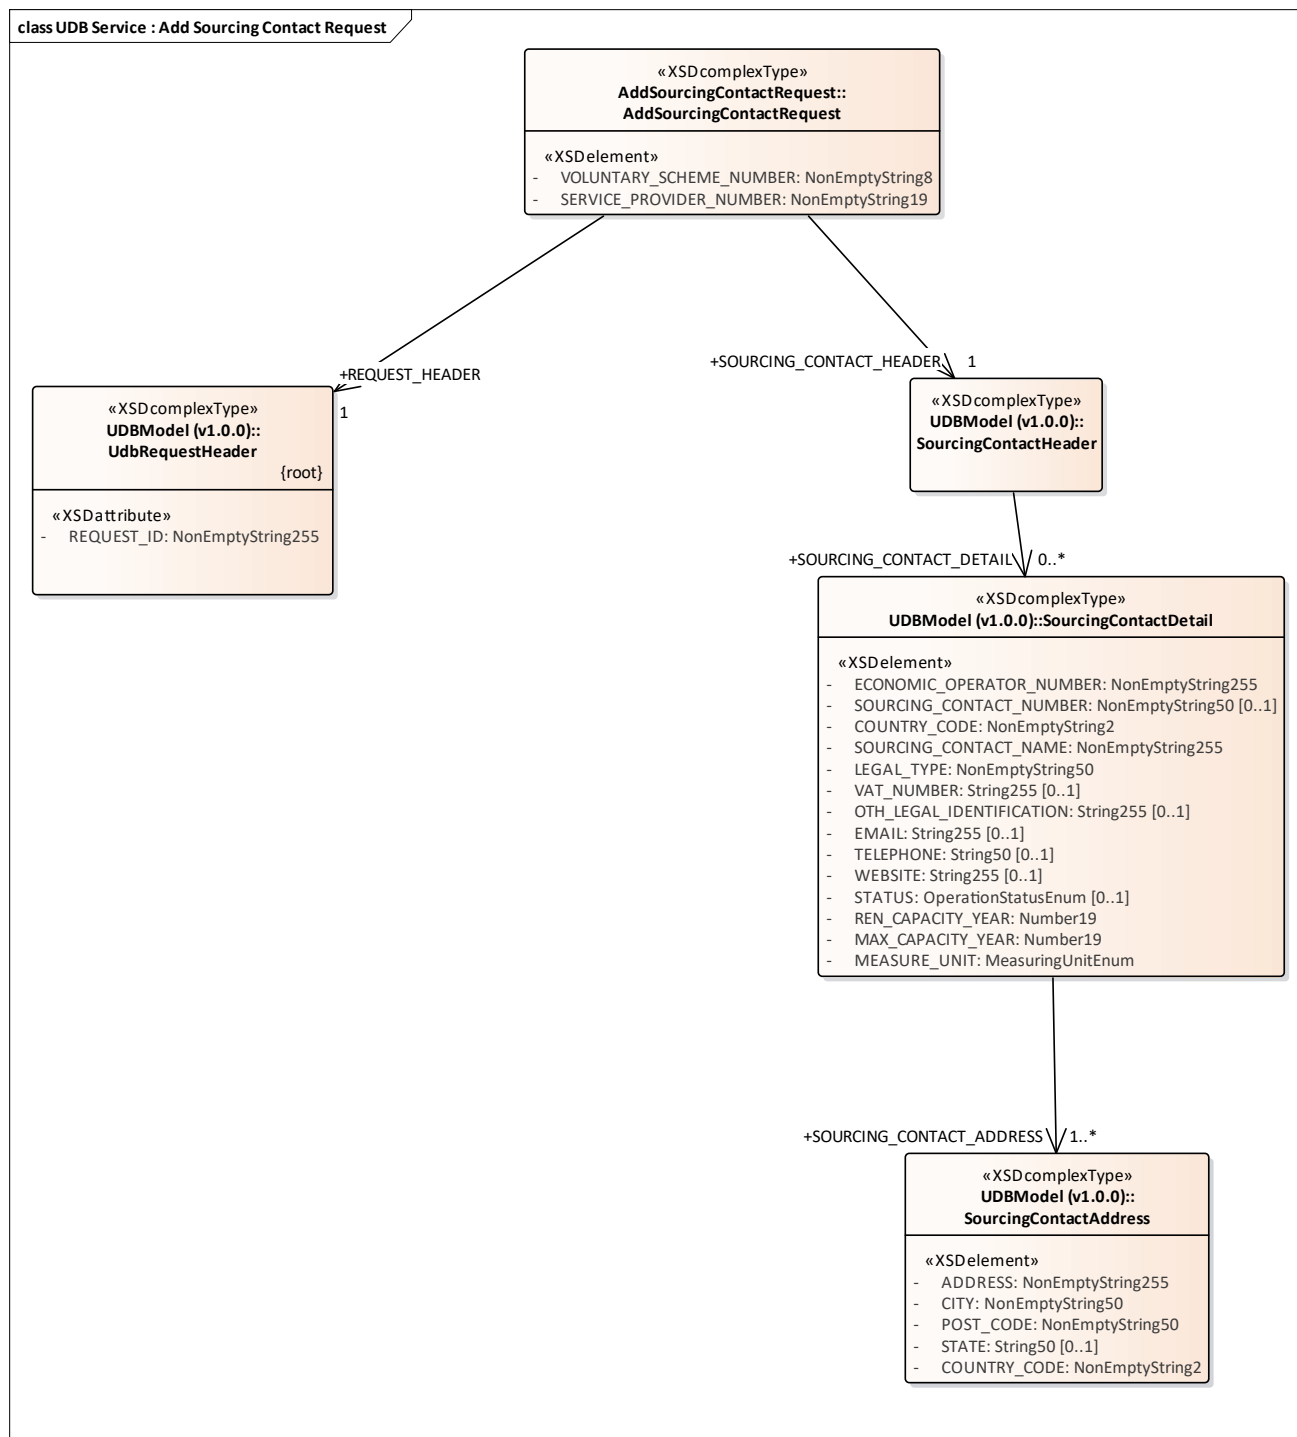 class UDB Service : Add Sourcing Contact Request
«XSDcomplexType»
AddSourcingContactRequest::
AddSourcingContactRequest
«XSDelement»
- VOLUNTARY_SCHEME_NUMBER: NonEmptyString8
- SERVICE_PROVIDER_NUMBER: NonEmptyString19
+REQUEST_HEADER
1
«XSDcomplexType»
UDBModel (v1.0.0)::
UdbRequestHeader
{root}
«XSDattribute»
- REQUEST_ID: NonEmptyString255
+SOURCING_CONTACT_HEADER
1
«XSDcomplexType»
UDBModel (v1.0.0)::
SourcingContactHeader
+SOURCING_CONTACT_DETAIL
0..*
«XSDcomplexType»
UDBModel (v1.0.0)::SourcingContactDetail
«XSDelement»
- ECONOMIC_OPERATOR_NUMBER: NonEmptyString255
- SOURCING_CONTACT_NUMBER: NonEmptyString50 [0..1]
- COUNTRY_CODE: NonEmptyString2
- SOURCING_CONTACT_NAME: NonEmptyString255
- LEGAL_TYPE: NonEmptyString50
- VAT_NUMBER: String255 [0..1]
- OTH_LEGAL_IDENTIFICATION: String255 [0..1]
- EMAIL: String255 [0..1]
- TELEPHONE: String50 [0..1]
- WEBSITE: String255 [0..1]
- STATUS: OperationStatusEnum [0..1]
- REN_CAPACITY_YEAR: Number19
- MAX_CAPACITY_YEAR: Number19
- MEASURE_UNIT: MeasuringUnitEnum
+SOURCING_CONTACT_ADDRESS
1..*
«XSDcomplexType»
UDBModel (v1.0.0)::
SourcingContactAddress
«XSDelement»
- ADDRESS: NonEmptyString255
- CITY: NonEmptyString50
- POST_CODE: NonEmptyString50
- STATE: String50 [0..1]
- COUNTRY_CODE: NonEmptyString2